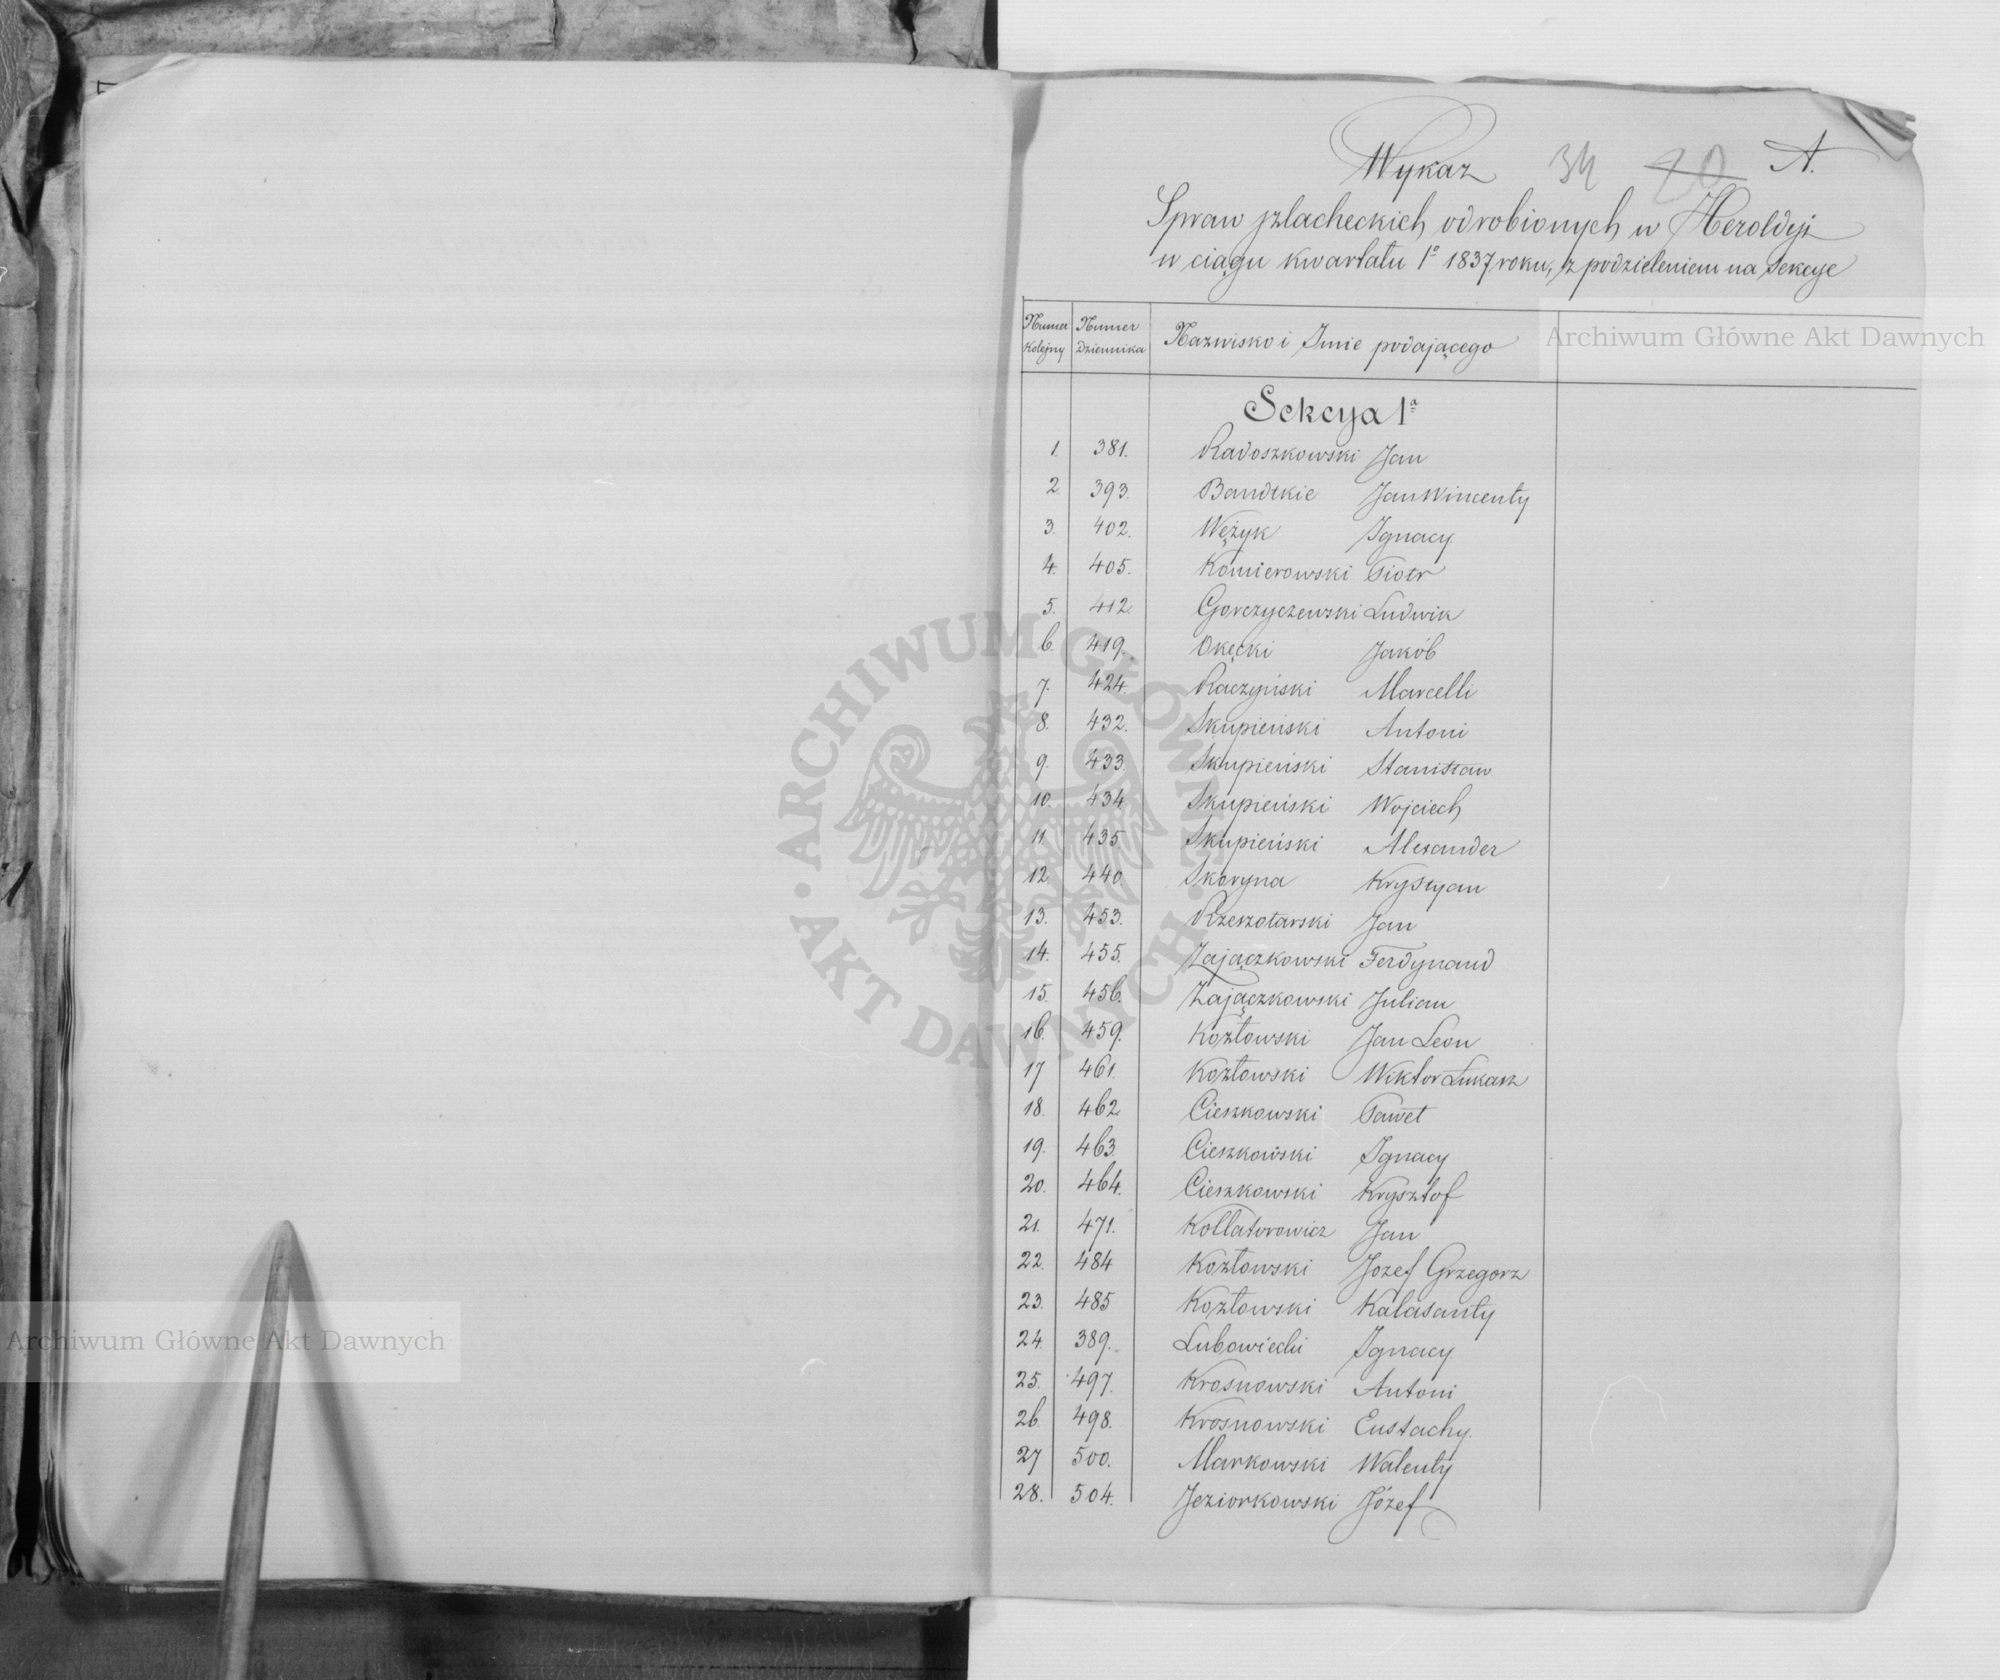 Wykaz 34 20 A.
Spraw szlacheckich odrobionych w Heroldyi
w ciągu kwartału 1º 1837 roku, z podzieleniem na Sekcye
Numer Kolejny Numer Dziennika Nazwisko i Imie podającego
Sekcya 1ª
1. 381. Radoszkowski Jan
2. 393. Bandtkie Jan Wincenty
3. 402. Wężyk Ignacy
4. 405. Komierowski Piotr
5. 412. Gorczyczewski Ludwik
6. 419. Okęcki Jakób
7. 424. Raczyński Marcelli
8. 432. Skupieński Antoni
9. 433. Skupieński Stanisław
10. 434. Skupieński Wojciech
11. 435. Skupieński Alexander
12. 440. Skoryna Krystyan
13. 453. Rzeszotarski Jan
14. 455. Zajączkowski Ferdynand
15. 456. Zajączkowski Julian
16. 459. Kozłowski Jan Leon
17 461. Kozłowski Wiktor Łukasz
18. 462 Cieszkowski Paweł
19. 463. Cieszkowski Ignacy
20. 464. Cieszkowski Krysztof
21. 471. Kollatorowicz Jan
22. 484 Kozłowski Jozef Grzegorz
23. 485 Kozłowski Kalasanty
24. 389. Lubowiecki Ignacy
25. 497. Krosnowski Antoni
26. 498. Krosnowski Eustachy
27 500. Markowski Walenty
28. 504. Jeziorkowski Józef
Archiwum Główne Akt Dawnych
ARCHIWUM GŁÓWNE AKT DAWNYCH
Archiwum Główne Akt Dawnych